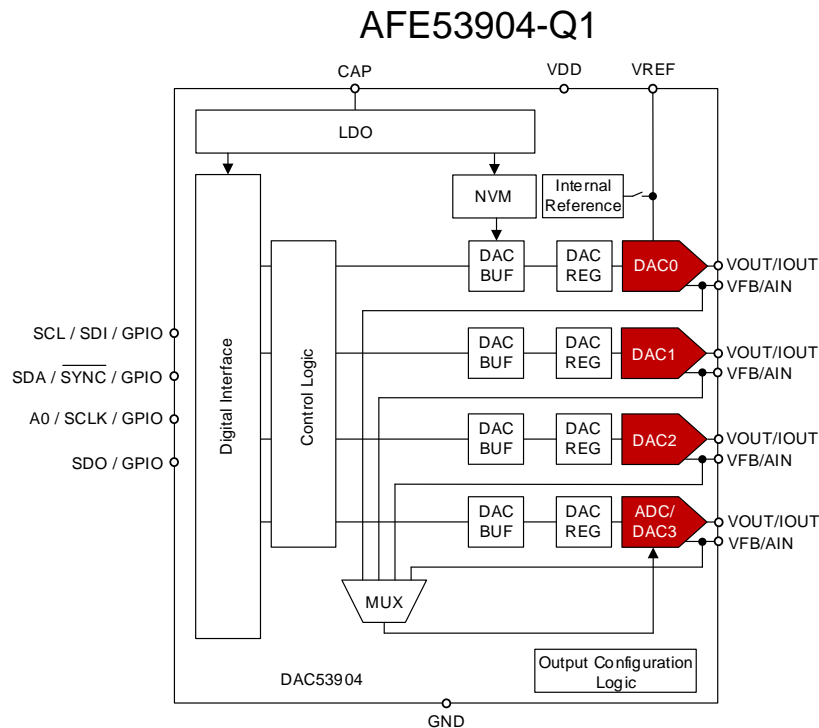 AFE53904-Q1
CAP
VDD
VREF
LDO
NVM
Internal
Reference
DAC
BUF
DAC
REG
DAC0
VOUT/IOUT
VFB/AIN
SCL / SDI / GPIO
SDA / SYNC / GPIO
A0 / SCLK / GPIO
SDO / GPIO
Digital Interface
Control Logic
DAC
BUF
DAC
REG
DAC1
VOUT/IOUT
VFB/AIN
DAC
BUF
DAC
REG
DAC2
VOUT/IOUT
VFB/AIN
DAC
BUF
DAC
REG
ADC/
DAC3
VOUT/IOUT
VFB/AIN
MUX
DAC53904
Output Configuration
Logic
GND